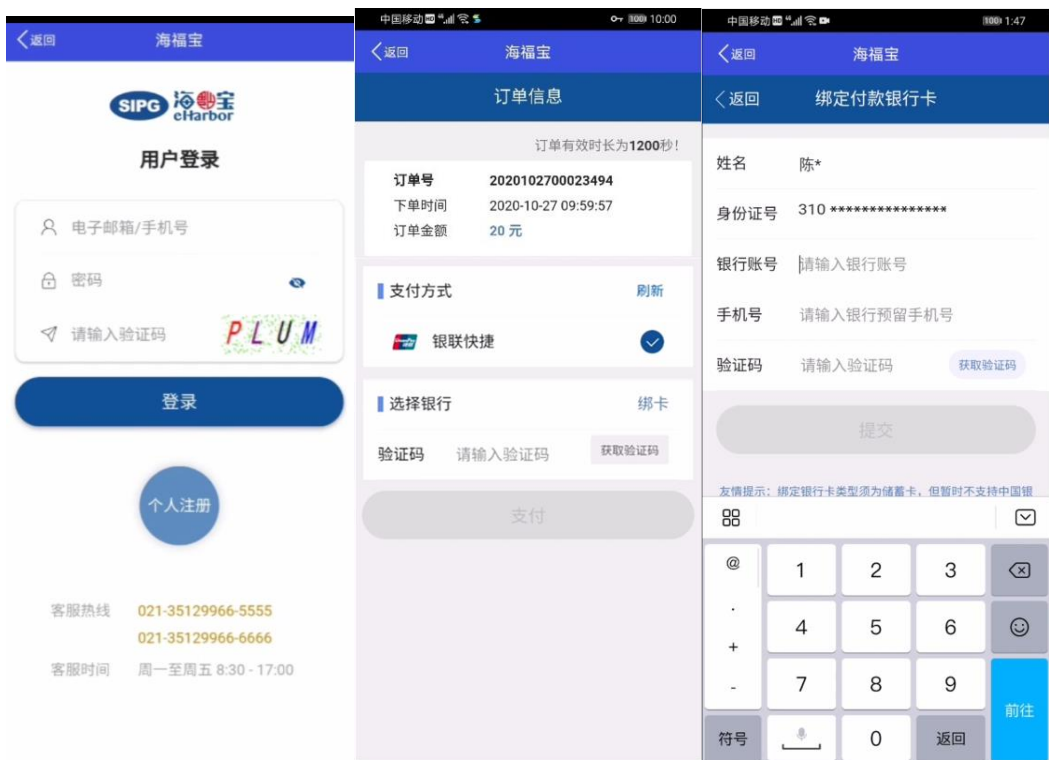 返回 海福宝
SIPG 海福宝
eHarbor
用户登录
电子邮箱/手机号
密码
请输入验证码 PLUM
登录
个人注册
客服热线 021-35129966-5555
021-35129966-6666
客服时间 周一至周五 8:30 - 17:00
中国移动 HD 100 10:00
返回 海福宝
订单信息
订单有效时长为1200秒!
订单号 2020102700023494
下单时间 2020-10-27 09:59:57
订单金额 20 元
支付方式 刷新
银联快捷
选择银行 绑卡
验证码 请输入验证码 获取验证码
支付
中国移动 HD 100 1:47
返回 海福宝
返回 绑定付款银行卡
姓名 陈*
身份证号 310 ***************
银行账号 请输入银行账号
手机号 请输入银行预留手机号
验证码 请输入验证码 获取验证码
提交
友情提示：绑定银行卡类型须为储蓄卡，但暂时不支持中国银
@ 1 2 3
. 4 5 6
+
- 7 8 9
前往
符号 0 返回